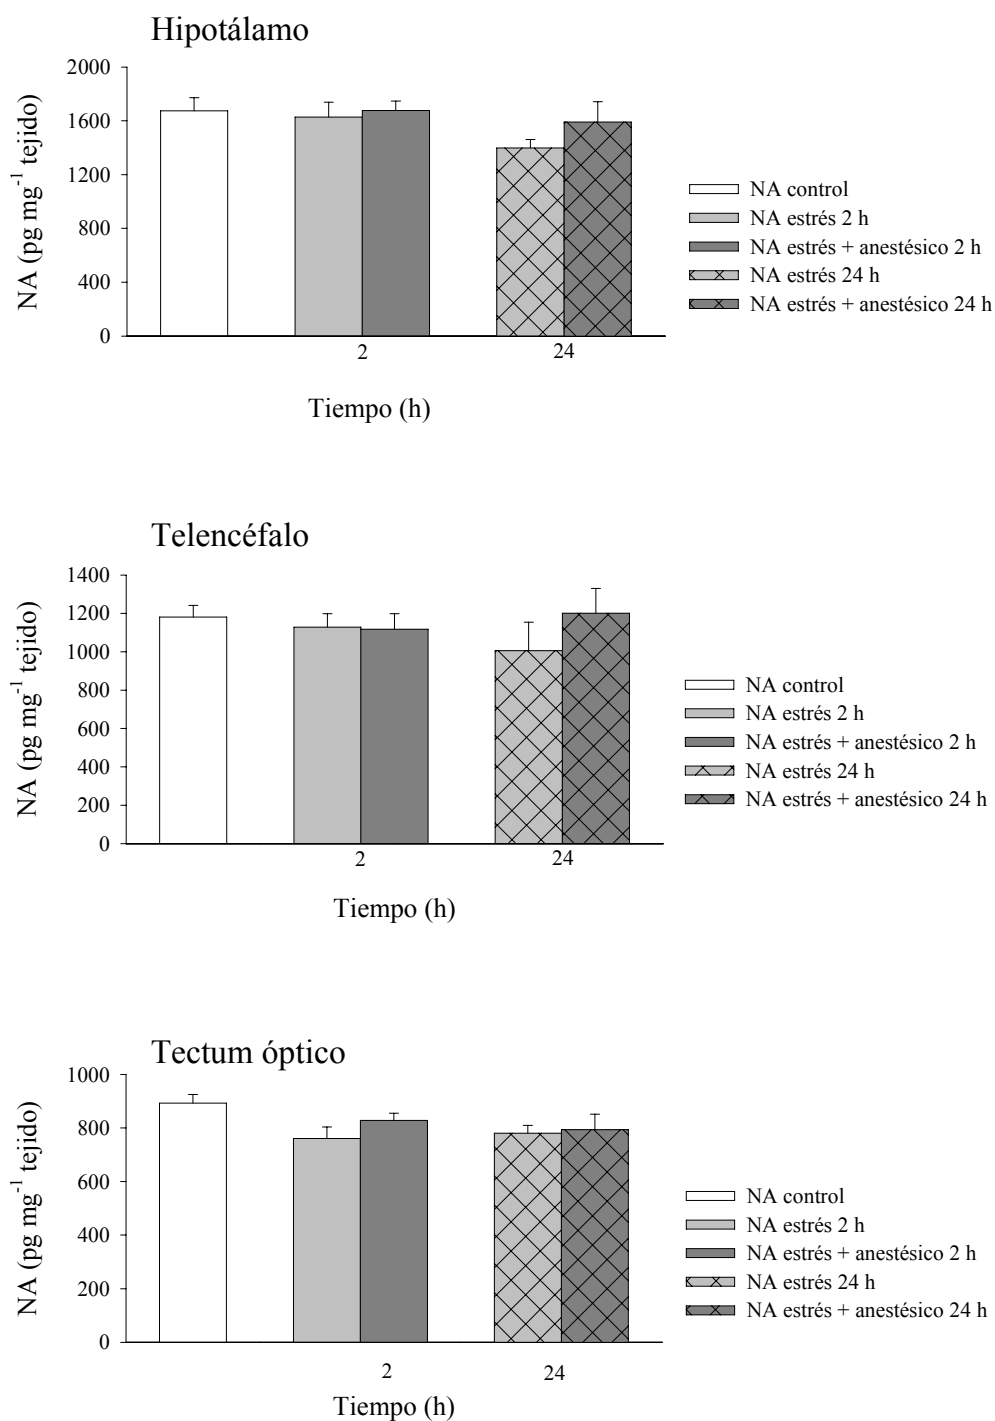 Hipotálamo
NA (pg mg-1 tejido)
2000
1600
1200
800
400
0
2
24
Tiempo (h)
NA control
NA estrés 2 h
NA estrés + anestésico 2 h
NA estrés 24 h
NA estrés + anestésico 24 h
Telencéfalo
NA (pg mg-1 tejido)
1400
1200
1000
800
600
400
200
0
2
24
Tiempo (h)
NA control
NA estrés 2 h
NA estrés + anestésico 2 h
NA estrés 24 h
NA estrés + anestésico 24 h
Tectum óptico
NA (pg mg-1 tejido)
1000
800
600
400
200
0
2
24
Tiempo (h)
NA control
NA estrés 2 h
NA estrés + anestésico 2 h
NA estrés 24 h
NA estrés + anestésico 24 h